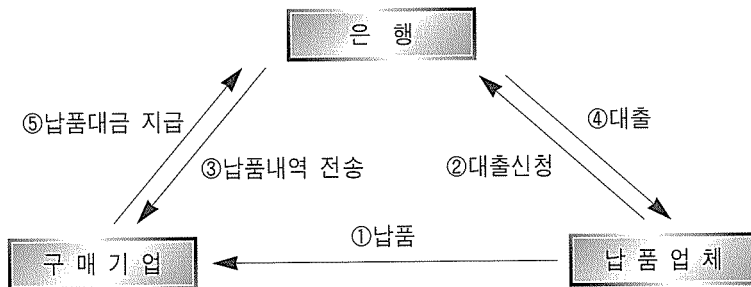 은 행
⑤납품대금 지급
④대출
③납품내역 전송
②대출신청
①납품
구 매 기 업
납 품 업 체